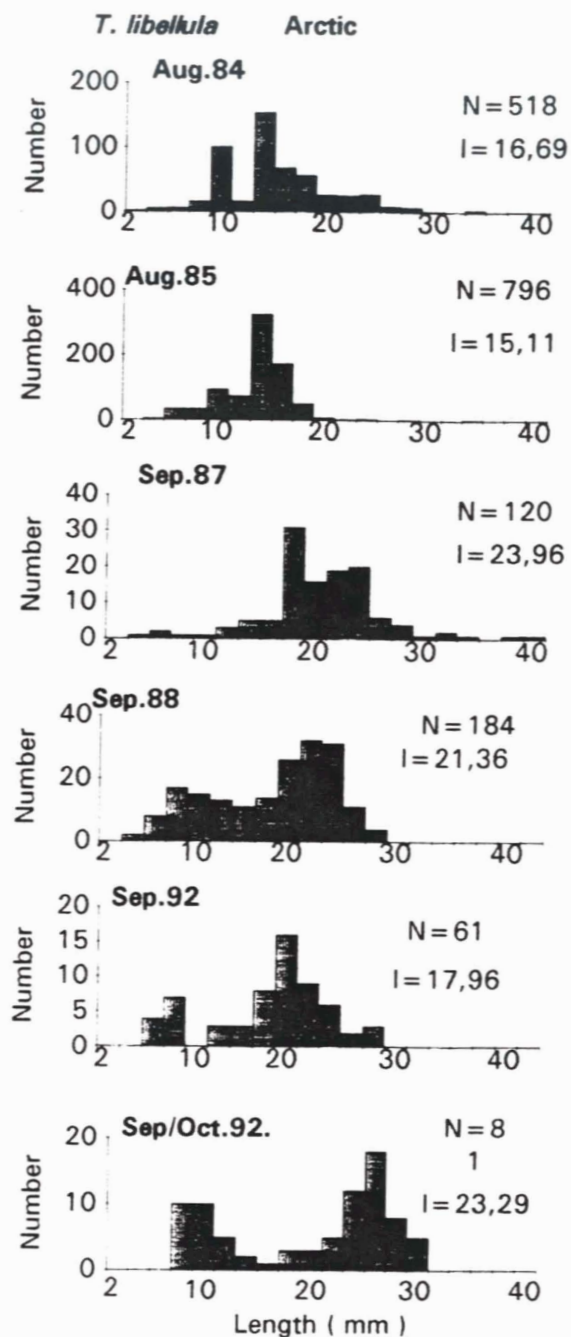 T. libellula Arctic
Aug.84
200
100
0
Number
N = 518
l = 16,69
2 10 20 30 40
Aug.85
400
200
0
Number
N = 796
l = 15,11
2 10 20 30 40
Sep.87
40
30
20
10
0
Number
N = 120
l = 23,96
10 20 30 40
Sep.88
40
20
0
Number
N = 184
l = 21,36
2 10 20 30 40
Sep.92
20
15
10
5
0
Number
N = 61
l = 17,96
2 10 20 30 40
Sep/Oct.92.
20
10
0
Number
N = 8
1
l = 23,29
2 10 20 30 40
Length ( mm )